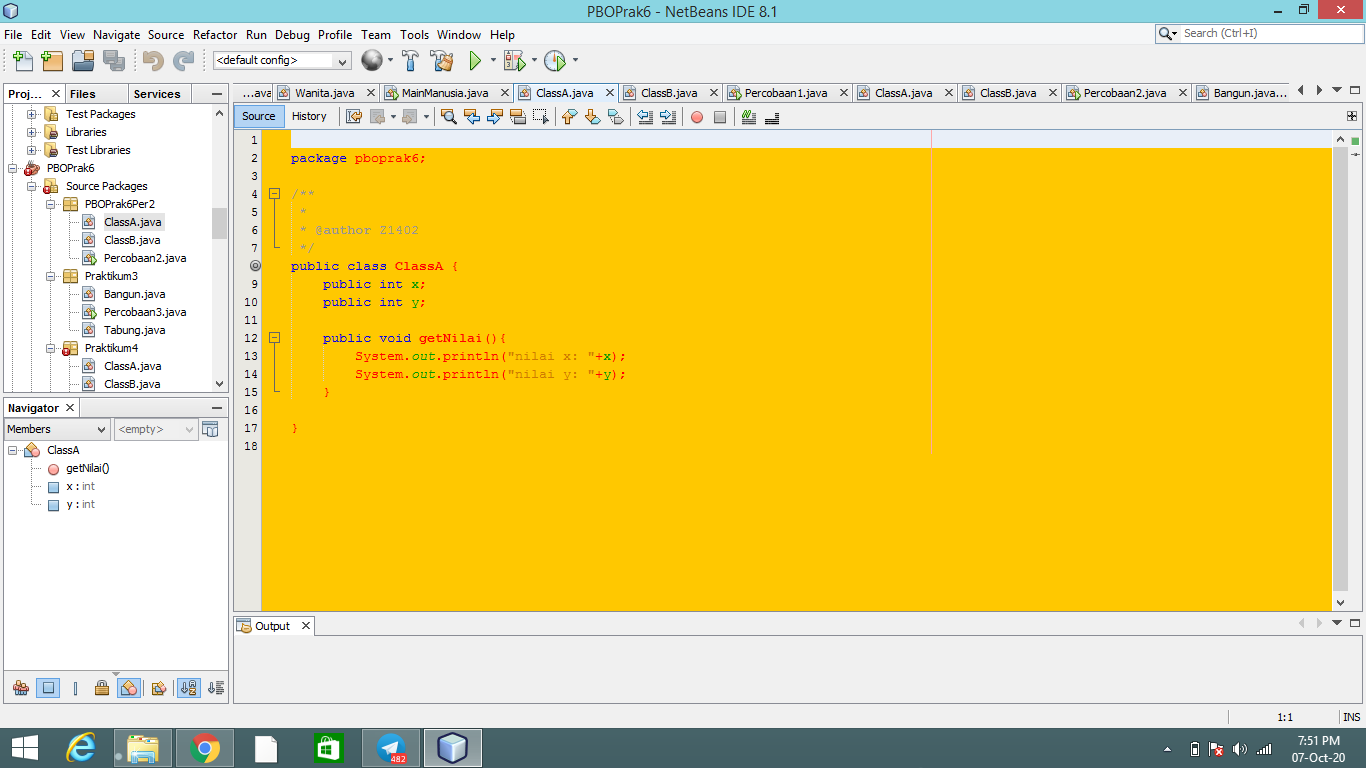 PBOPrak6 - NetBeans IDE 8.1
File Edit View Navigate Source Refactor Run Debug Profile Team Tools Window Help
Search (Ctrl+I)
<default config>
Proj... Files Services
Test Packages
Libraries
Test Libraries
PBOPrak6
Source Packages
PBOPrak6Per2
ClassA.java
ClassB.java
Percobaan2.java
Praktikum3
Bangun.java
Percobaan3.java
Tabung.java
Praktikum4
ClassA.java
ClassB.java
Navigator
Members <empty>
ClassA
getNilai()
x : int
y : int
...ava Wanita.java MainManusia.java ClassA.java ClassB.java Percobaan1.java ClassA.java ClassB.java Percobaan2.java Bangun.java...
Source History
1
2 package pboprak6;
3
4 /**
5 *
6 * @author Z1402
7 */
public class ClassA {
9 public int x;
10 public int y;
11
12 public void getNilai(){
13 System.out.println("nilai x: "+x);
14 System.out.println("nilai y: "+y);
15 }
16
17 }
18
Output
1:1 INS
482
7:51 PM
07-Oct-20